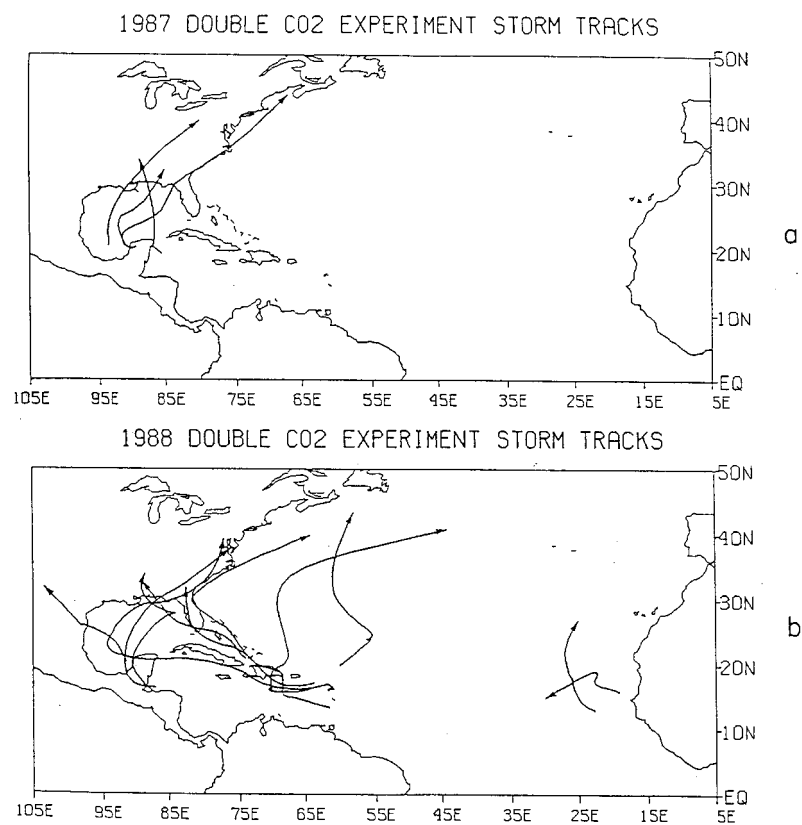 1987 DOUBLE CO2 EXPERIMENT STORM TRACKS
50N
40N
30N
a
20N
10N
EQ
105E 95E 85E 75E 65E 55E 45E 35E 25E 15E 5E
1988 DOUBLE CO2 EXPERIMENT STORM TRACKS
50N
40N
30N
b
20N
10N
EQ
105E 95E 85E 75E 65E 55E 45E 35E 25E 15E 5E